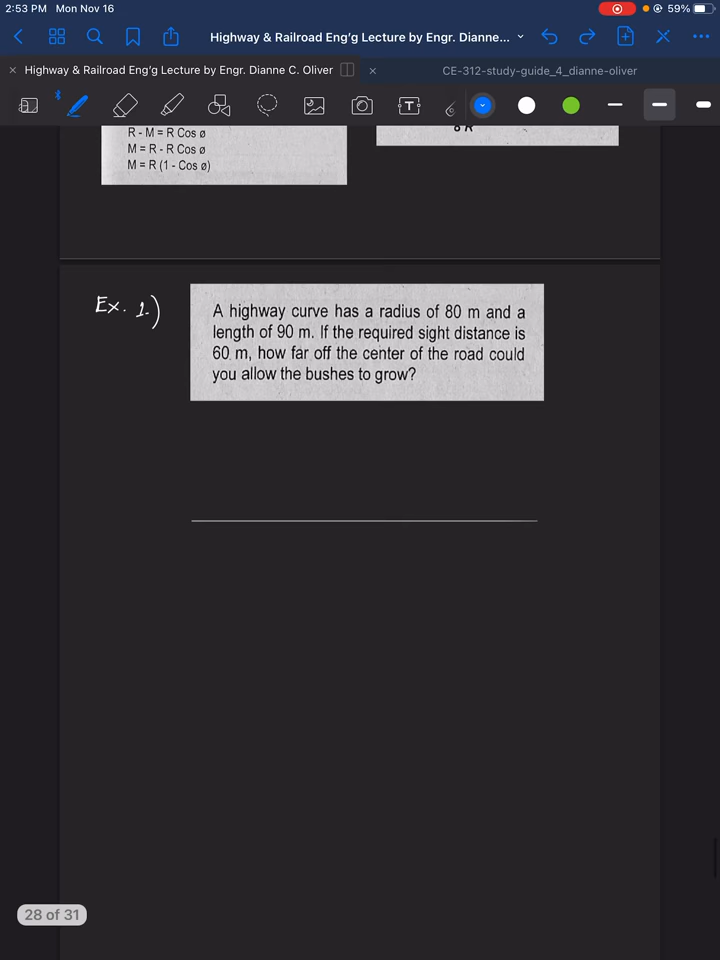 2:53 PM Mon Nov 16
59%
Highway & Railroad Eng'g Lecture by Engr. Dianne...
Highway & Railroad Eng'g Lecture by Engr. Dianne C. Oliver
CE-312-study-guide_4_dianne-oliver
T
R - M = R Cos ø
M = R - R Cos ø
M = R (1 - Cos ø)
8 R
Ex. 1.)
A highway curve has a radius of 80 m and a
length of 90 m. If the required sight distance is
60 m, how far off the center of the road could
you allow the bushes to grow?
28 of 31